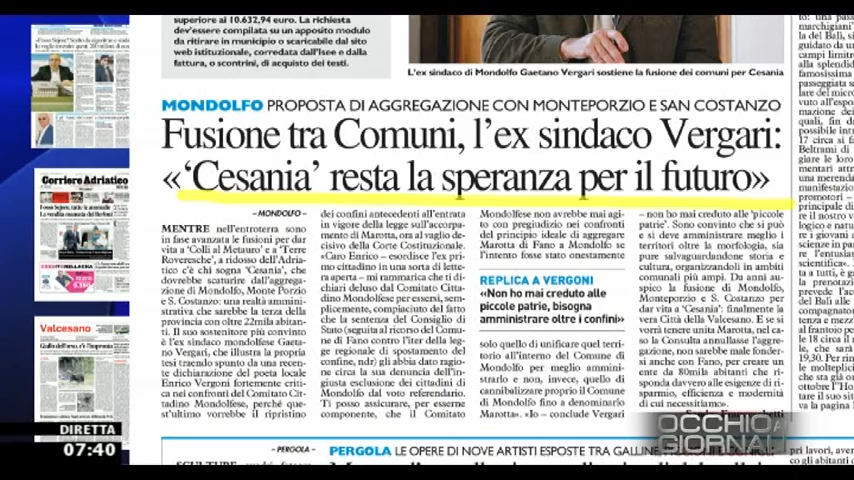 superiore ai 10.632,94 euro. La richiesta
dev'essere compilata su un apposito modulo
da ritirare in municipio o scaricabile dal sito
web istituzionale, corredata dall'Isee e dalla
fattura, o scontrini, di acquisto dei testi.
L'ex sindaco di Mondolfo Gaetano Vergari sostiene la fusione dei comuni per Cesania
MONDOLFO PROPOSTA DI AGGREGAZIONE CON MONTEPORZIO E SAN COSTANZO
Fusione tra Comuni, l'ex sindaco Vergari:
«'Cesania' resta la speranza per il futuro»
– MONDOLFO –
MENTRE nell'entroterra sono
in fase avanzata le fusioni per dar
vita a 'Colli al Metauro' e a 'Terre
Roveresche', a ridosso dell'Adria-
tico c'è chi sogna 'Cesania', che
dovrebbe scaturire dall'aggrega-
zione di Mondolfo, Monte Porzio
e S. Costanzo: una realtà ammini-
strativa che sarebbe la terza della
provincia con oltre 22mila abitan-
ti. Il suo sostenitore più convinto
è l'ex sindaco mondolfese Gaeta-
no Vergari, che illustra la propria
tesi traendo spunto da una recen-
te dichiarazione del poeta locale
Enrico Vergoni fortemente critica
nei confronti del Comitato Cit-
tadino Mondolfese, perché que-
st'ultimo vorrebbe il ripristino
dei confini antecedenti all'entrata
in vigore della legge sull'accorpa-
mento di Marotta, ora al vaglio de-
cisivo della Corte Costituzionale.
«Caro Enrico – esordisce l'ex pri-
mo cittadino in una sorta di lette-
ra aperta – mi rammarica che ti di-
chiari deluso dal Comitato Citta-
dino Mondolfese per essersi, sem-
plicemente, compiaciuto del fatto
che la sentenza del Consiglio di
Stato (seguita al ricorso del Comu-
ne di Fano contro l'iter della leg-
ge regionale di spostamento del
confine, ndr) gli abbia dato ragio-
ne circa la sua denuncia dell'in-
giusta esclusione dei cittadini di
Mondolfo dal voto referendario.
Ti posso assicurare, per esserne
componente, che il Comitato
Mondolfese non avrebbe mai agi-
to con pregiudizio nei confronti
del principio ideale di aggregare
Marotta di Fano a Mondolfo se
l'intento fosse stato onestamente
REPLICA A VERGONI
«Non ho mai creduto alle
piccole patrie, bisogna
amministrare oltre i confini»
solo quello di unificare quel terri-
torio all'interno del Comune di
Mondolfo per meglio amministr-
arlo e non, invece, quello di
cannibalizzare proprio il Comune
di Mondolfo fino a denominarlo
Marotta». «Io – conclude Vergari
– non ho mai creduto alle 'piccole
patrie'. Sono convinto che si può
e si deve amministrare meglio i
territori oltre la morfologia, sia
pure salvaguardandone storia e
cultura, organizzandoli in ambiti
comunali più ampi. Da anni au-
spico la fusione di Mondolfo,
Monteporzio e S. Costanzo per
dar vita a 'Cesania': finalmente la
vera Città della Valcesano. E se si
vorrà tenere unita Marotta, nel ca-
so la Consulta annullasse l'aggre-
gazione, non sarebbe male fonder-
si anche con Fano, per creare un
ente da 80mila abitanti che ri-
sponda davvero alle esigenze di ri-
sparmio, efficienza e modernità
di cui necessitiamo».
– PERGOLA –
PERGOLA LE OPERE DI NOVE ARTISTI ESPOSTE TRA
Corriere Adriatico
Valcesano
DIRETTA
07:40
OCCHIO AI
GIORNALI